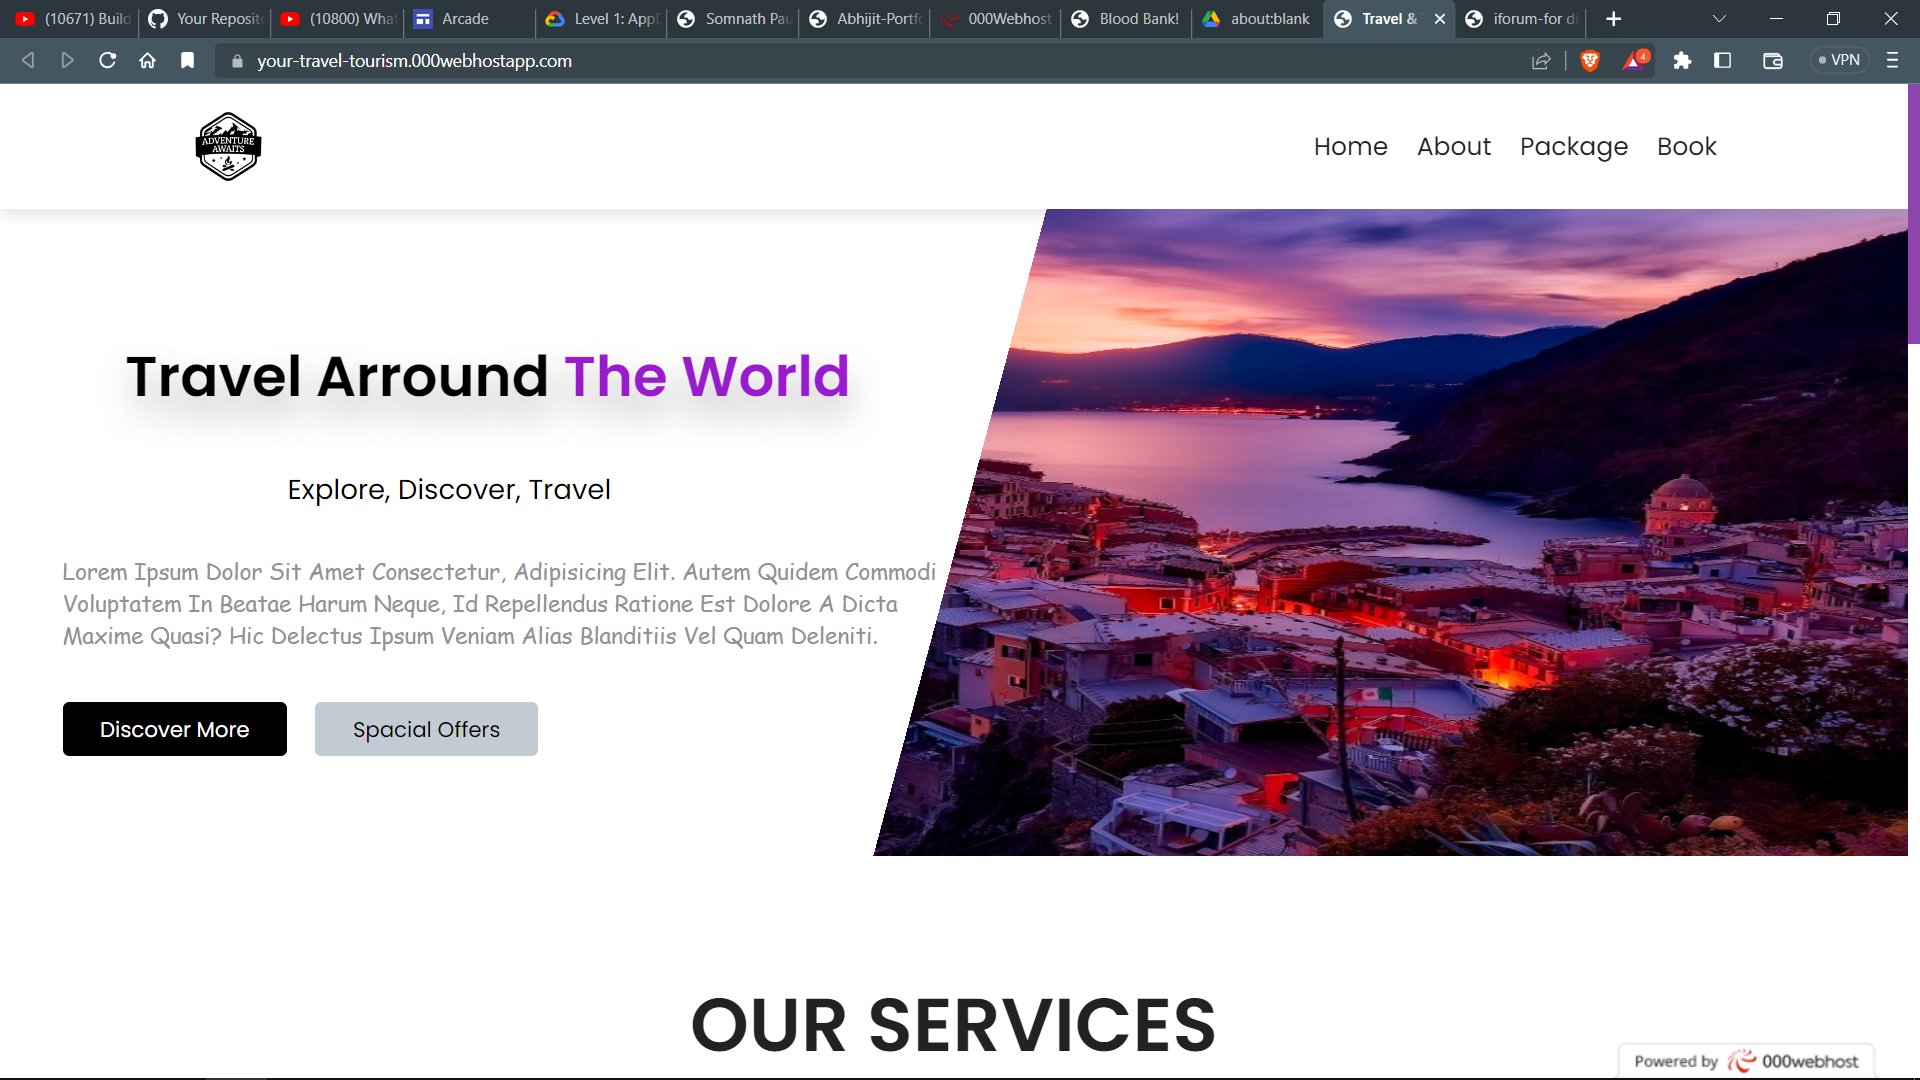 (10671) Build
Your Reposit
(10800) What
Arcade
Level 1: App
Somnath Pau
Abhijit-Portfo
000Webhost
Blood Bank!
about:blank
Travel &
iforum-for di
your-travel-tourism.000webhostapp.com
4
VPN
ADVENTURE
AWAITS
Home About Package Book
Travel Arround The World
Explore, Discover, Travel
Lorem Ipsum Dolor Sit Amet Consectetur, Adipisicing Elit. Autem Quidem Commodi
Voluptatem In Beatae Harum Neque, Id Repellendus Ratione Est Dolore A Dicta
Maxime Quasi? Hic Delectus Ipsum Veniam Alias Blanditiis Vel Quam Deleniti.
Discover More
Spacial Offers
OUR SERVICES
Powered by 000webhost